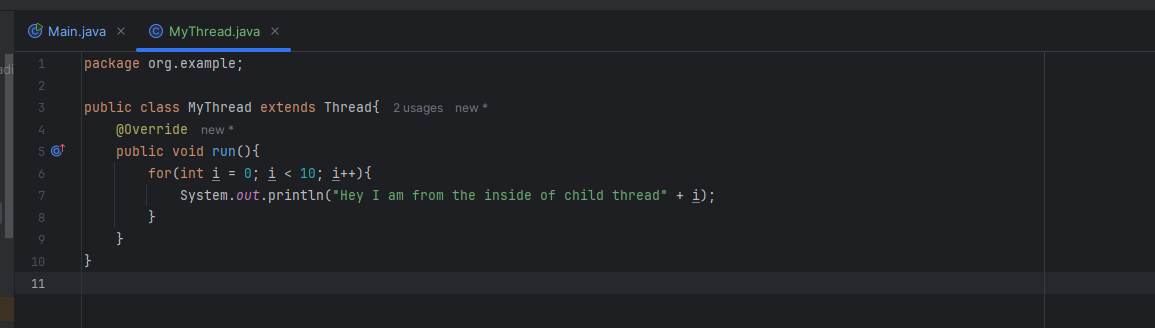 Main.java
MyThread.java
1 package org.example;
2
3 public class MyThread extends Thread{ 2 usages new *
4 @Override new *
5 public void run(){
6 for(int i = 0; i < 10; i++){
7 System.out.println("Hey I am from the inside of child thread" + i);
8 }
9 }
10 }
11